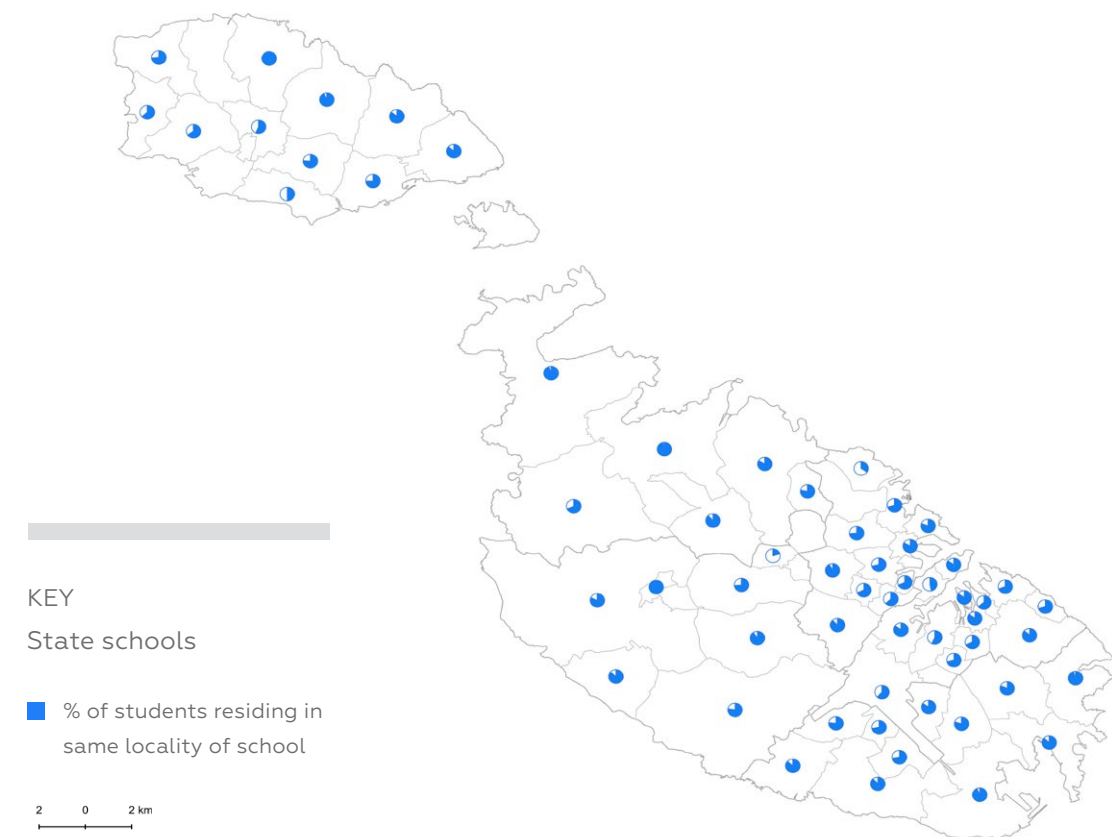 KEY
State schools
% of students residing in
same locality of school
2 0 2 km